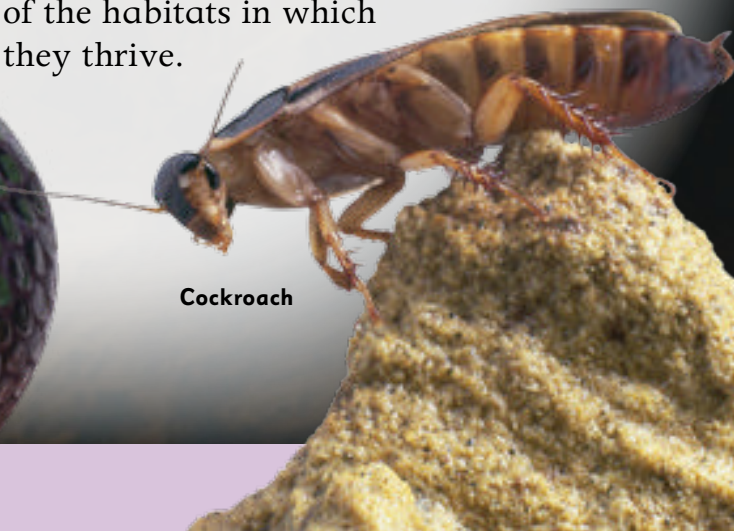 of the habitats in which
they thrive.
Cockroach